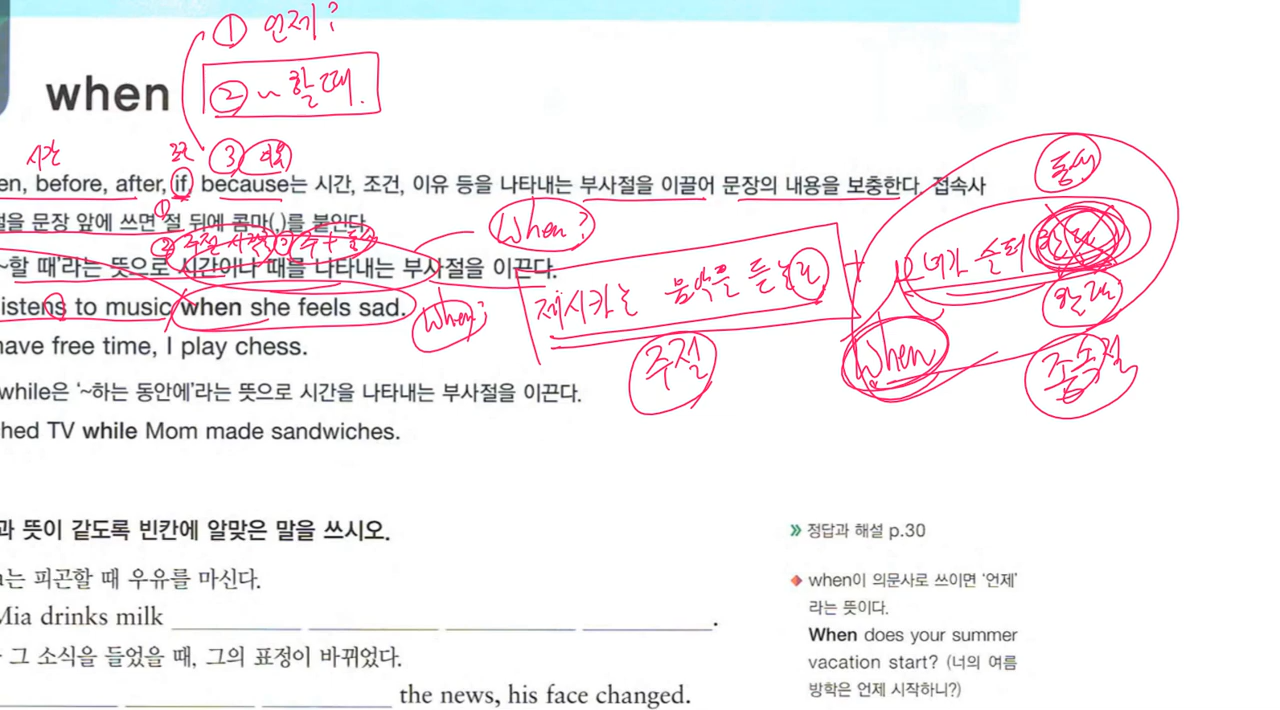 ① 언제?
② ~ 할 때.
when
시간
③ 이유
en, before, after, if, because는 시간, 조건, 이유 등을 나타내는 부사절을 이끌어 문장의 내용을 보충한다. 접속사
절을 문장 앞에 쓰면 절 뒤에 콤마(,)를 붙인다.
When?
~할 때'라는 뜻으로 시간이나 때를 나타내는 부사절을 이끈다.
istens to music when she feels sad.
When?
제시카는 음악을 듣는다
주절
When
할 때
종속절
have free time, I play chess.
while은 '~하는 동안에'라는 뜻으로 시간을 나타내는 부사절을 이끈다.
ched TV while Mom made sandwiches.
과 뜻이 같도록 빈칸에 알맞은 말을 쓰시오.
는 피곤할 때 우유를 마신다.
Mia drinks milk
그 소식을 들었을 때, 그의 표정이 바뀌었다.
the news, his face changed.
» 정답과 해설 p.30
when이 의문사로 쓰이면 '언제'
라는 뜻이다.
When does your summer
vacation start? (너의 여름
방학은 언제 시작하니?)